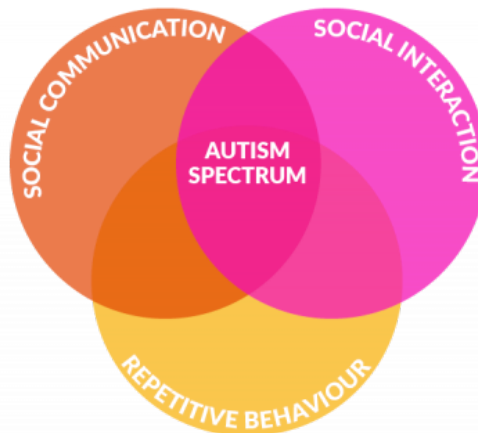 SOCIAL COMMUNICATION
SOCIAL INTERACTION
AUTISM
SPECTRUM
REPETITIVE BEHAVIOUR